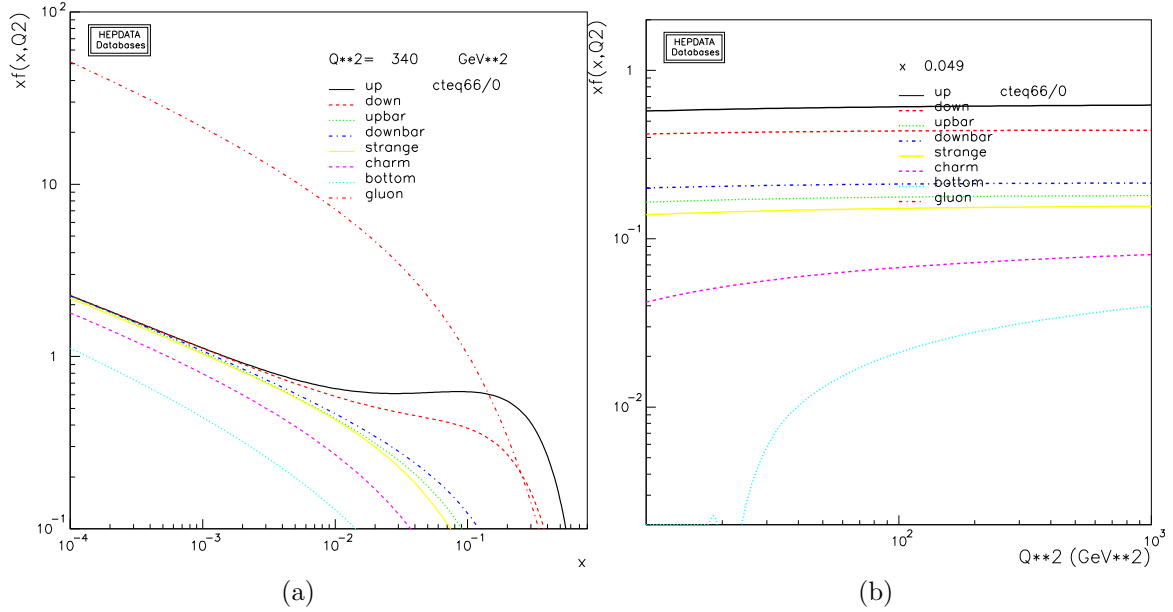 HEPDATA
Databases
xf(x,Q2)
10^2
10
1
10^-1
10^-4
10^-3
10^-2
10^-1
x
Q**2= 340 GeV**2
up cteq66/0
down
upbar
downbar
strange
charm
bottom
gluon
(a)
HEPDATA
Databases
xf(x,Q2)
1
10^-1
10^-2
10^2
10^3
Q**2 (GeV**2)
x 0.049
up cteq66/0
down
upbar
downbar
strange
charm
bottom
gluon
(b)